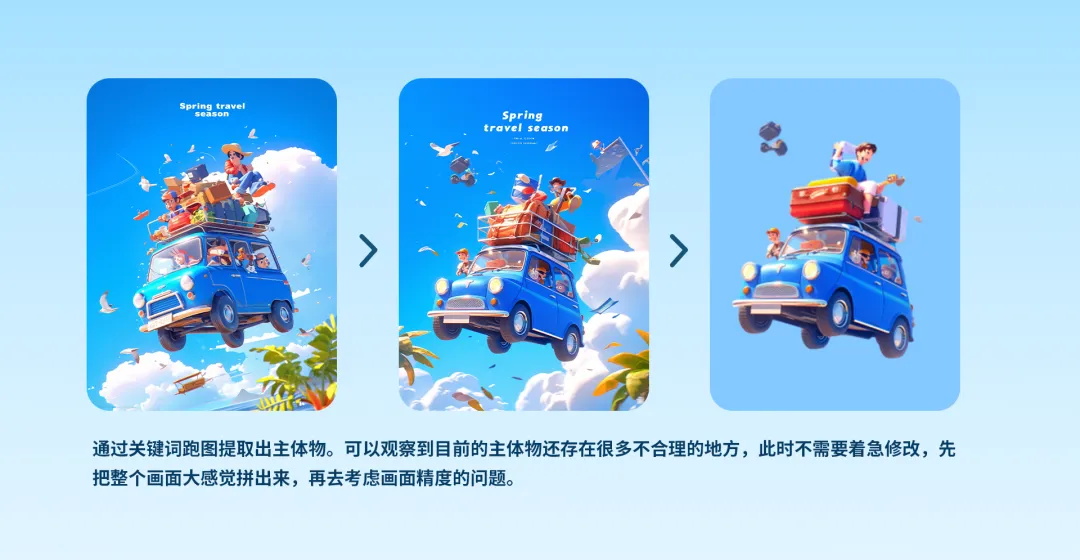 Spring travel
season
Spring
travel season
通过关键词跑图提取出主体物。可以观察到目前的主体物还存在很多不合理的地方，此时不需要着急修改，先
把整个画面大感觉拼出来，再去考虑画面精度的问题。